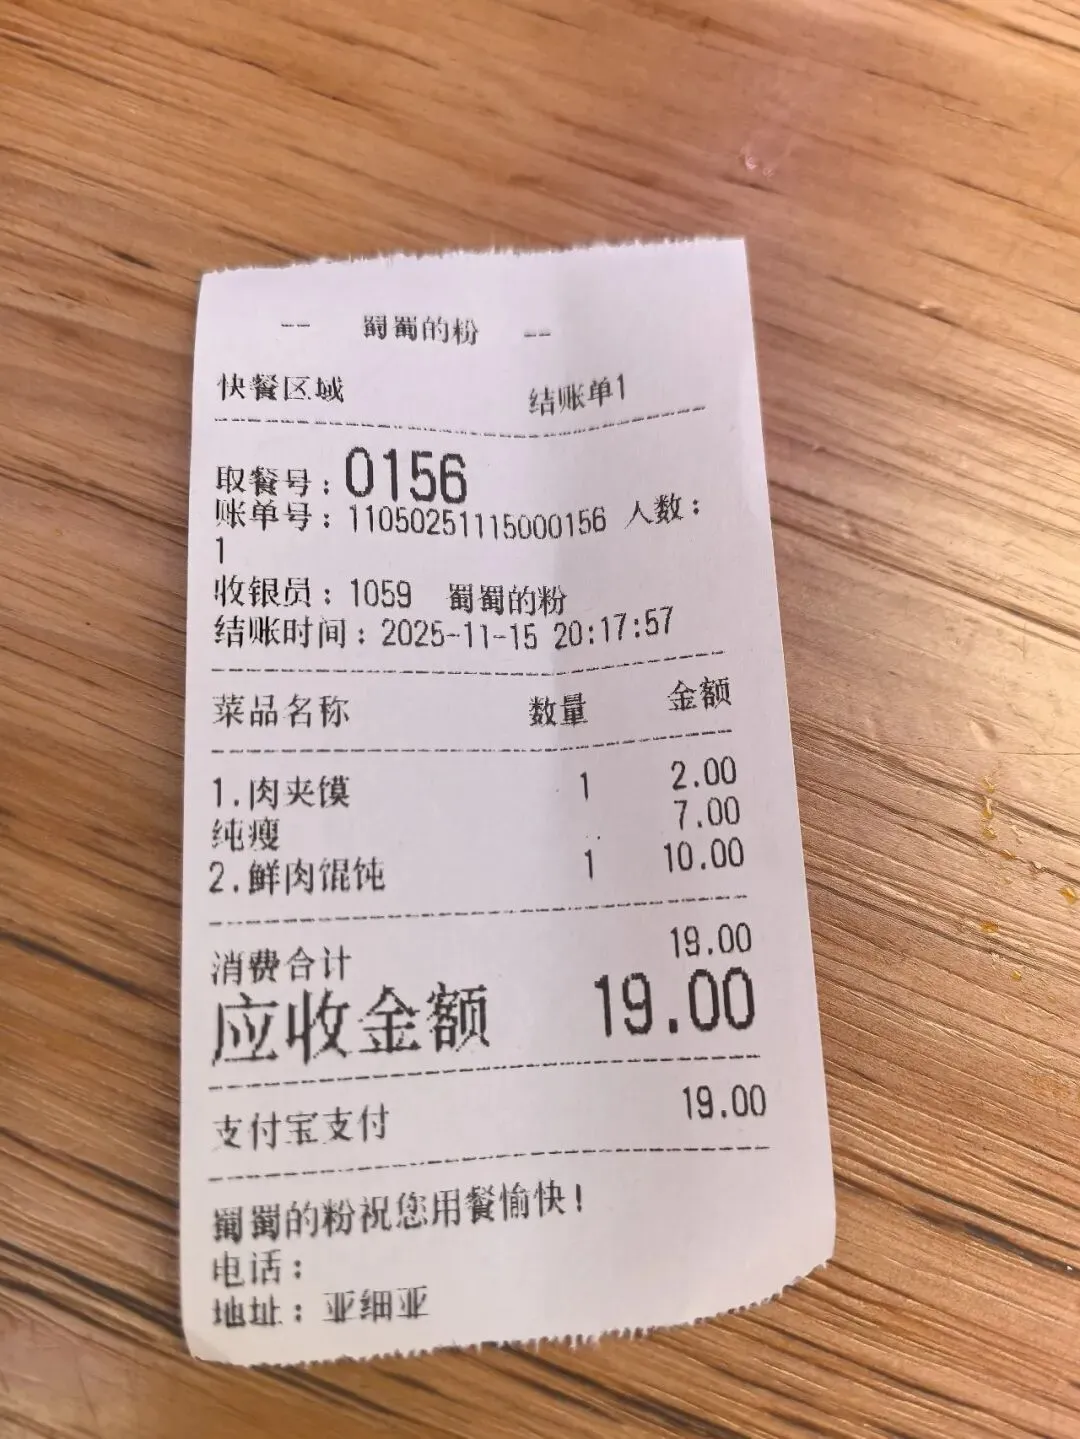 -- 蜀蜀的粉 --
快餐区域 结账单1
取餐号：0156
账单号：11050251115000156 人数：
1
收银员：1059 蜀蜀的粉
结账时间：2025-11-15 20:17:57
菜品名称 数量 金额
1.肉夹馍 1 2.00
纯瘦 7.00
2.鲜肉馄饨 1 10.00
消费合计 19.00
应收金额 19.00
支付宝支付 19.00
蜀蜀的粉祝您用餐愉快!
电话：
地址：亚细亚